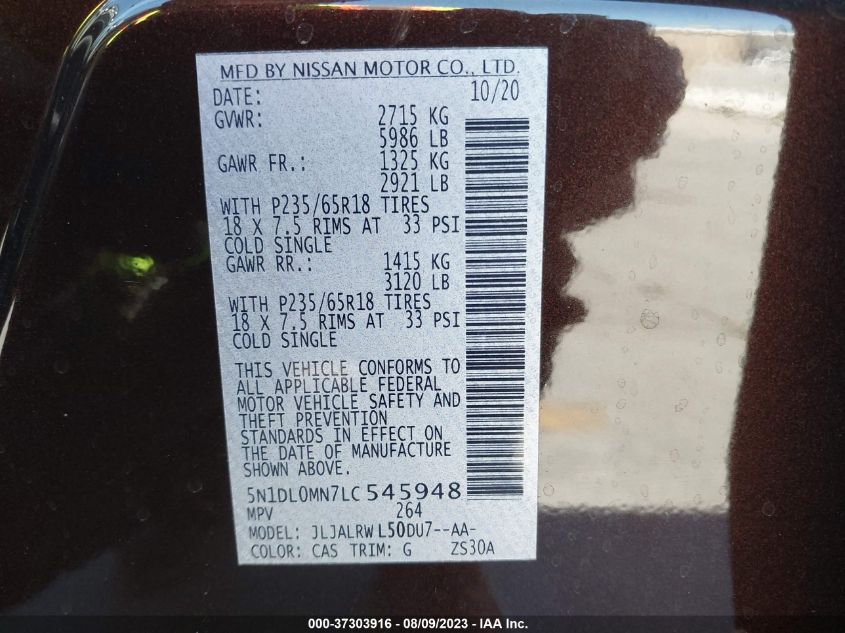 MFD BY NISSAN MOTOR CO., LTD.
DATE: 10/20
GVWR: 2715 KG
5986 LB
GAWR FR.: 1325 KG
2921 LB
WITH P235/65R18 TIRES
18 X 7.5 RIMS AT 33 PSI
COLD SINGLE
GAWR RR.: 1415 KG
3120 LB
WITH P235/65R18 TIRES
18 X 7.5 RIMS AT 33 PSI
COLD SINGLE
THIS VEHICLE CONFORMS TO
ALL APPLICABLE FEDERAL
MOTOR VEHICLE SAFETY AND
THEFT PREVENTION
STANDARDS IN EFFECT ON
THE DATE OF MANUFACTURE
SHOWN ABOVE.
5N1DL0MN7LC545948
MPV 264
MODEL: JLJALRWL50DU7--AA-
COLOR: CAS TRIM: G ZS30A
000-37303916 - 08/09/2023 - IAA Inc.